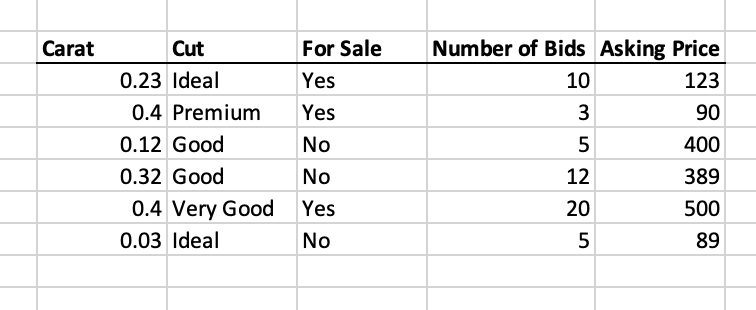 Carat Cut For Sale Number of Bids Asking Price
0.23 Ideal Yes 10 123
0.4 Premium Yes 3 90
0.12 Good No 5 400
0.32 Good No 12 389
0.4 Very Good Yes 20 500
0.03 Ideal No 5 89